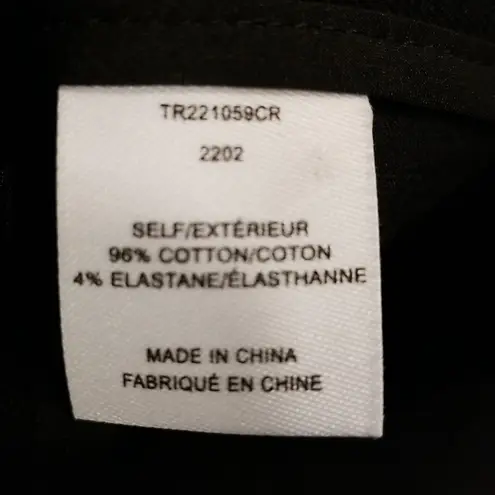 TR221059CR
2202
SELF/EXTÉRIEUR
96% COTTON/COTON
4% ELASTANE/ÉLASTHANNE
MADE IN CHINA
FABRIQUÉ EN CHINE